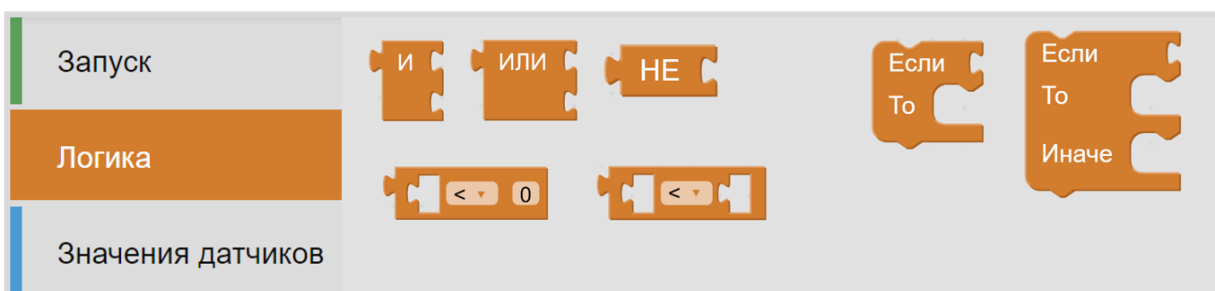 Запуск
Логика
Значения датчиков
И
ИЛИ
НЕ
< 0
<
Если
То
Если
То
Иначе